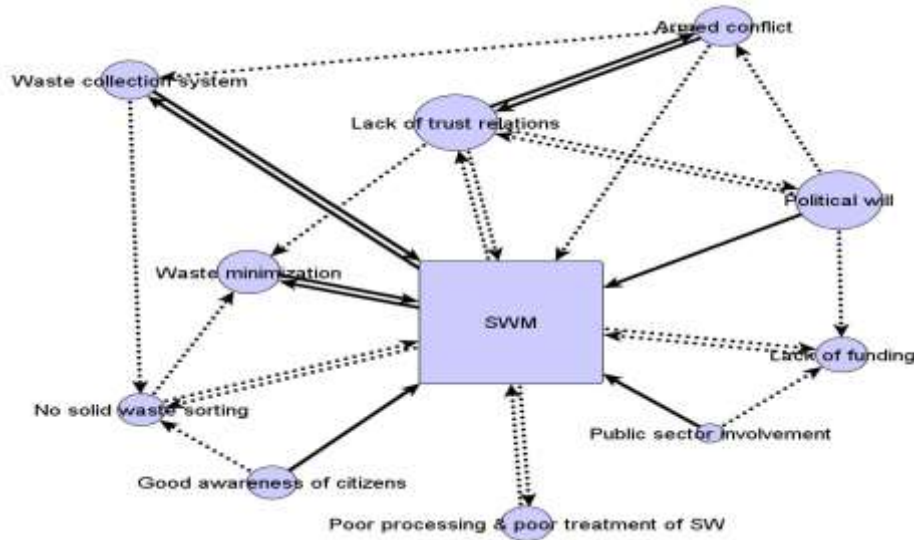 Armed conflict
Waste collection system
Lack of trust relations
Political will
Waste minimization
SWM
Lack of funding
No solid waste sorting
Public sector involvement
Good awareness of citizens
Poor processing & poor treatment of SW